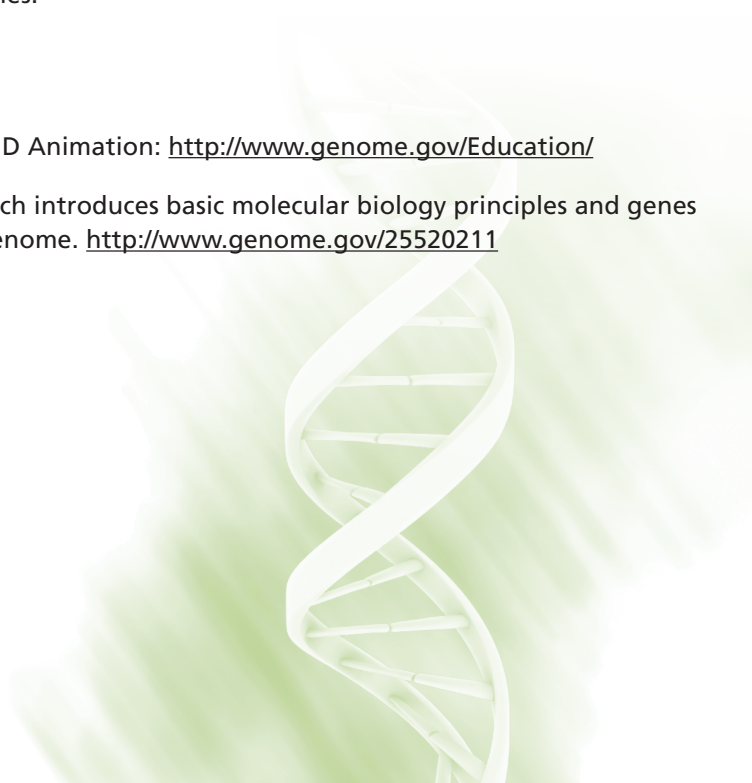 D Animation: http://www.genome.gov/Education/
ch introduces basic molecular biology principles and genes
enome. http://www.genome.gov/25520211